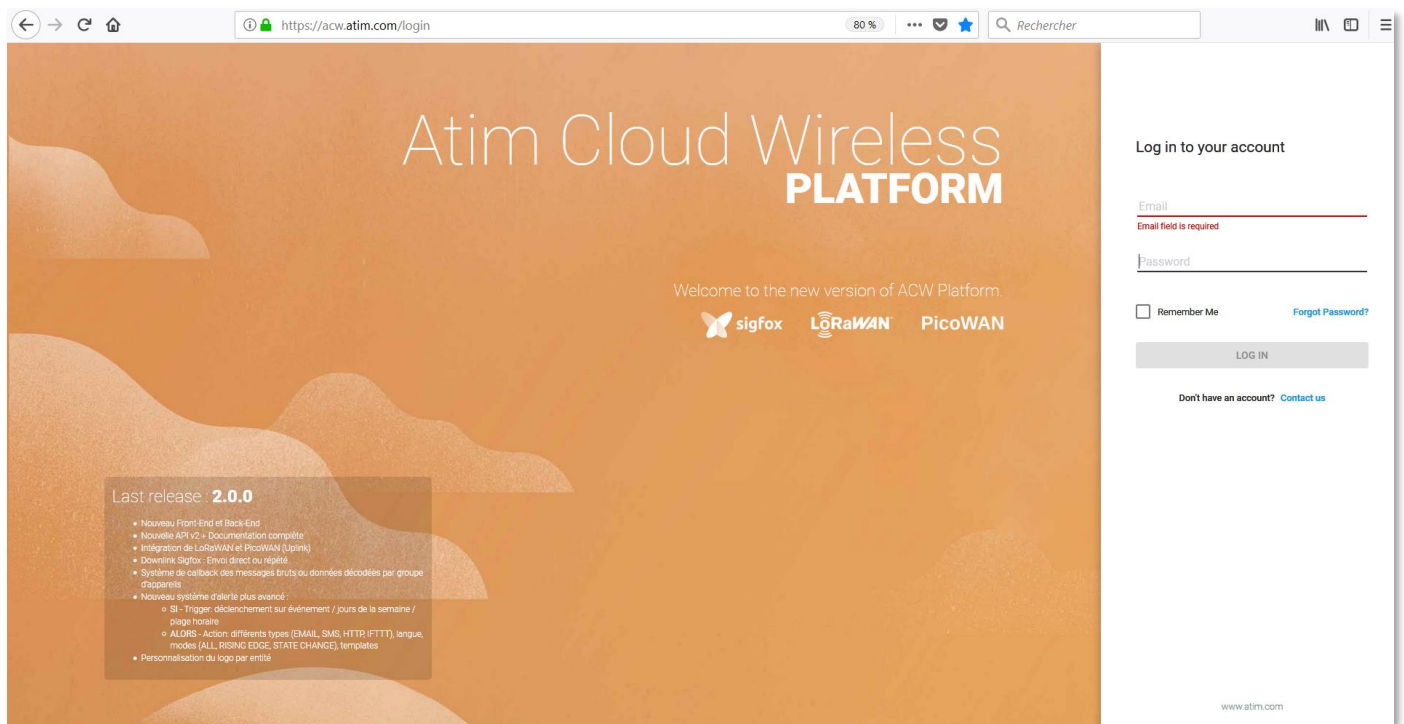 https://acw.atim.com/login
80 %
Rechercher
Atim Cloud Wireless
PLATFORM
Welcome to the new version of ACW Platform.
sigfox LoRaWAN PicoWAN
Last release : 2.0.0
Nouveau Front-End et Back-End
Nouvelle API v2 + Documentation complète
Intégration de LoRaWAN et PicoWAN (Uplink)
Downlink Sigfox : Envoi direct ou répété
Système de callback des messages bruts ou données décodées par groupe
d'appareils
Nouveau système d'alerte plus avancé :
SI - Trigger: déclenchement sur événement / jours de la semaine /
plage horaire
ALORS - Action: différents types (EMAIL, SMS, HTTP, IFTTT), langue,
modes (ALL, RISING EDGE, STATE CHANGE), templates
Personnalisation du logo par entité
Log in to your account
Email
Email field is required
Password
Remember Me Forgot Password?
LOG IN
Don't have an account? Contact us
www.atim.com